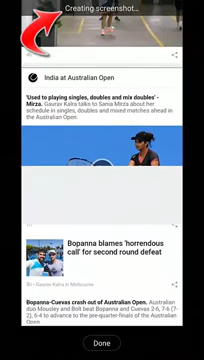 Creating screenshot...
India at Australian Open
'Used to playing singles, doubles and mix doubles' -
Mirza. Gaurav Kalra talks to Sania Mirza about her
schedule in singles, doubles and mixed matches ahead in
the Australian Open.
Bopanna blames 'horrendous
call' for second round defeat
Gaurav Kalra in Melbourne
Bopanna-Cuevas crash out of Australian Open. Australian
duo Mousley and Bolt beat Bopanna and Cuevas 2-6, 7-6 (7-
2), 6-4 to advance to the pre-quarter-finals of the Australian
Open
Done